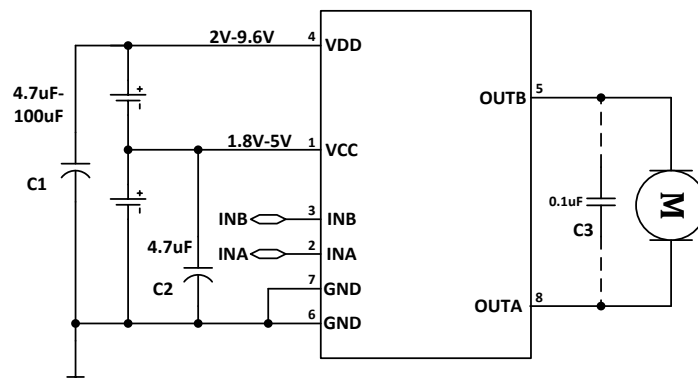 2V-9.6V
4
VDD
4.7uF-
100uF
+
5
OUTB
1.8V-5V
1
VCC
C1
+
0.1uF
M
INB
3
INB
C3
4.7uF
INA
2
INA
C2
7
GND
8
OUTA
6
GND